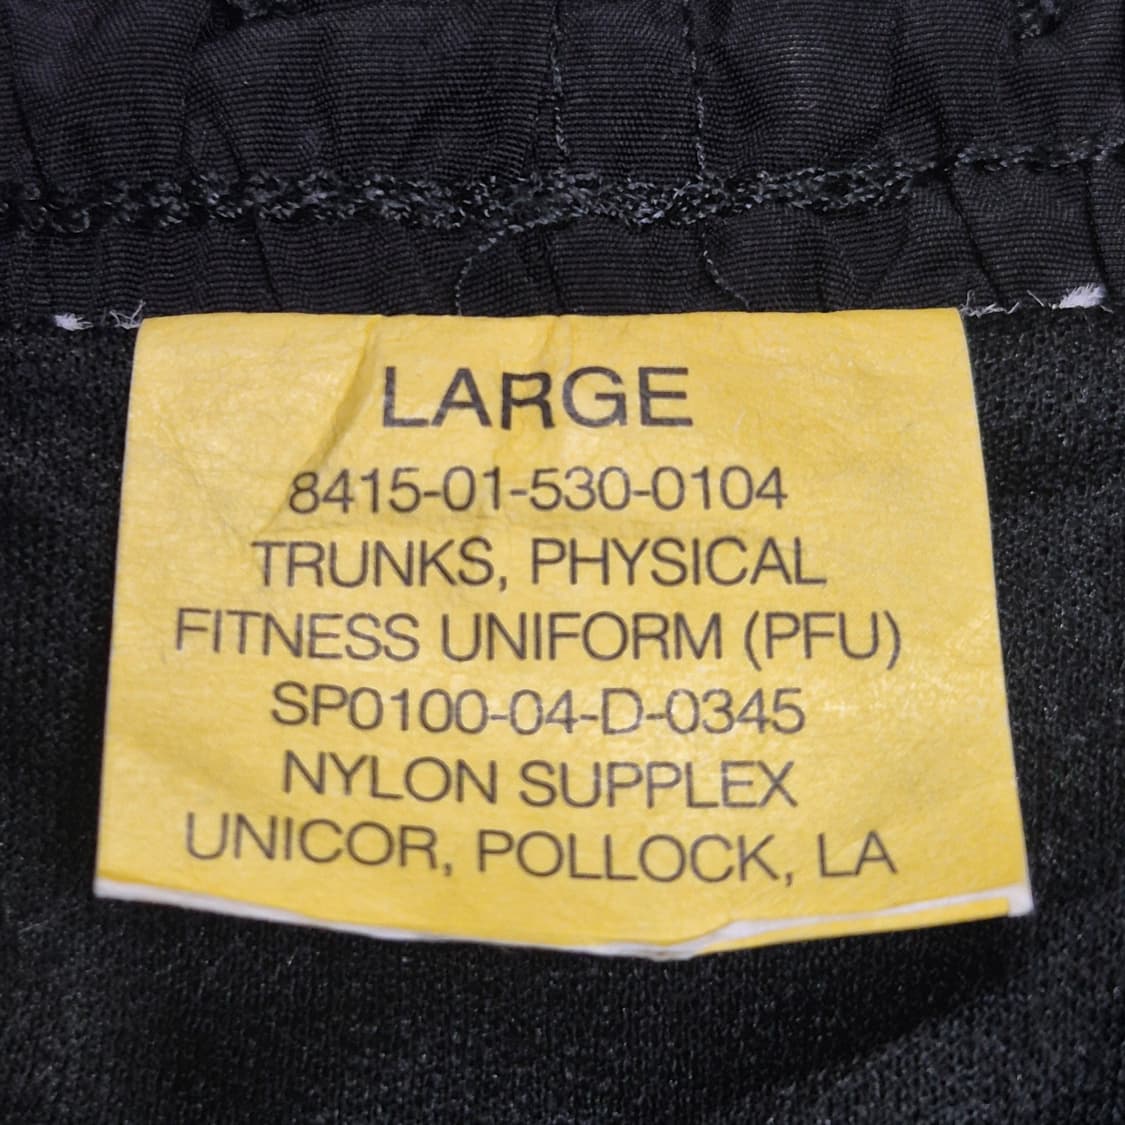 LARGE
8415-01-530-0104
TRUNKS, PHYSICAL
FITNESS UNIFORM (PFU)
SP0100-04-D-0345
NYLON SUPPLEX
UNICOR, POLLOCK, LA